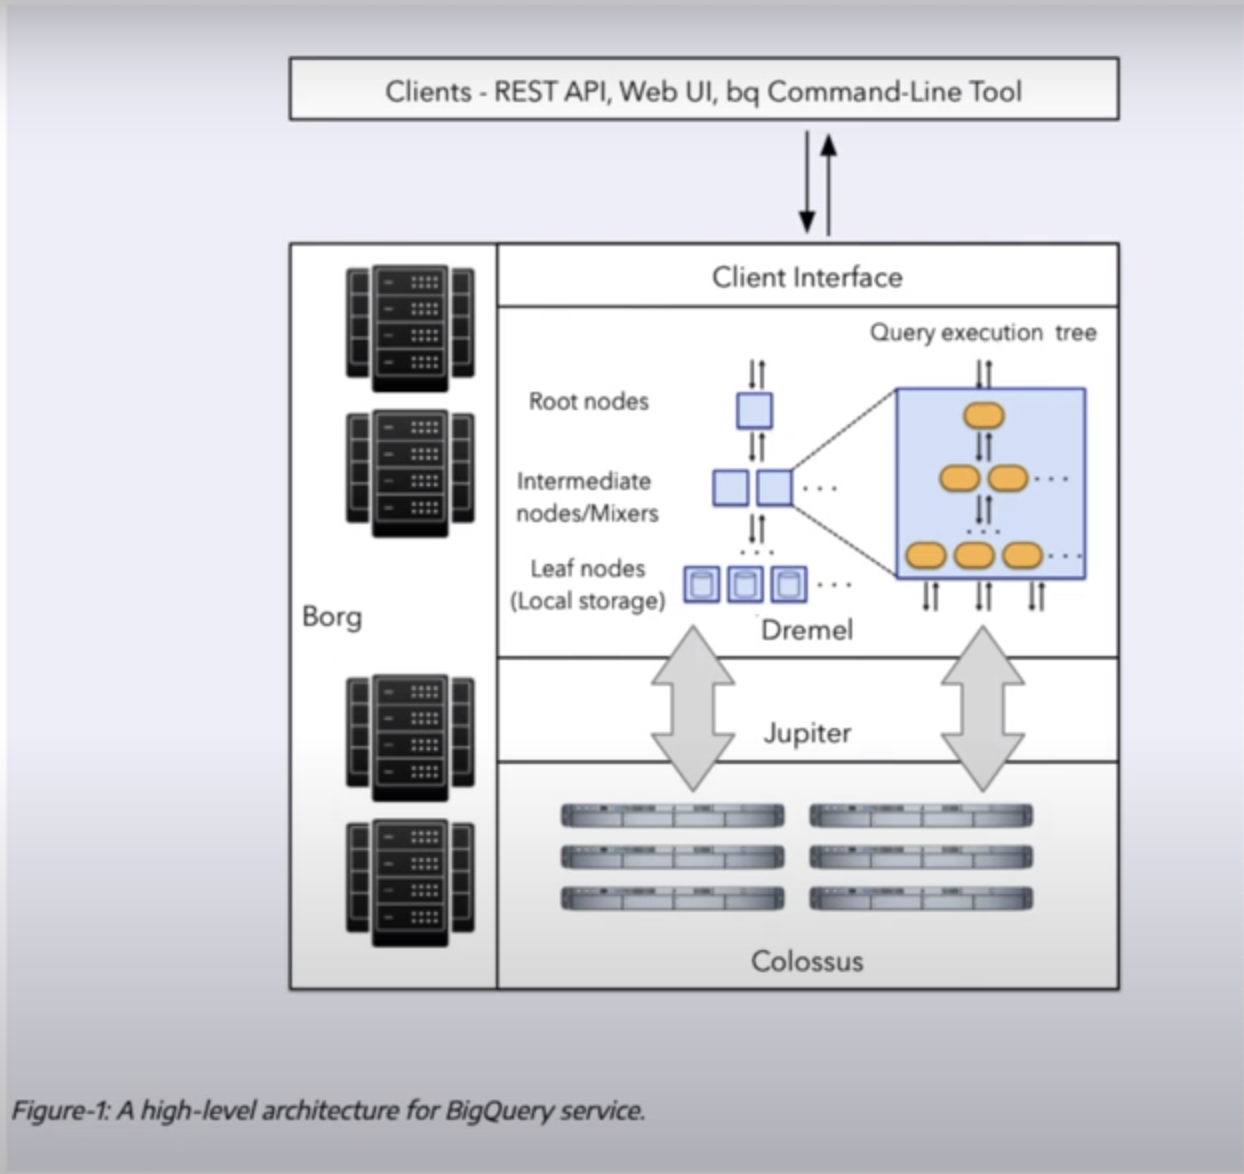 Clients - REST API, Web UI, bq Command-Line Tool
Client Interface
Query execution tree
Root nodes
Intermediate
nodes/Mixers
Leaf nodes
(Local storage)
Dremel
Borg
Jupiter
Colossus
Figure-1: A high-level architecture for BigQuery service.